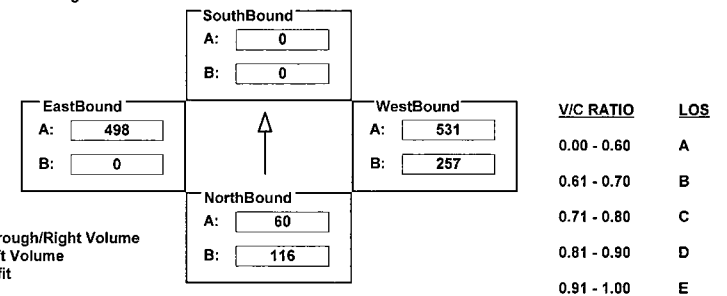 SouthBound
A: 0
B: 0
EastBound
A: 498
B: 0
WestBound
A: 531
B: 257
NorthBound
A: 60
B: 116
V/C RATIO LOS
0.00 - 0.60 A
0.61 - 0.70 B
0.71 - 0.80 C
0.81 - 0.90 D
0.91 - 1.00 E
rough/Right Volume
ft Volume
fit